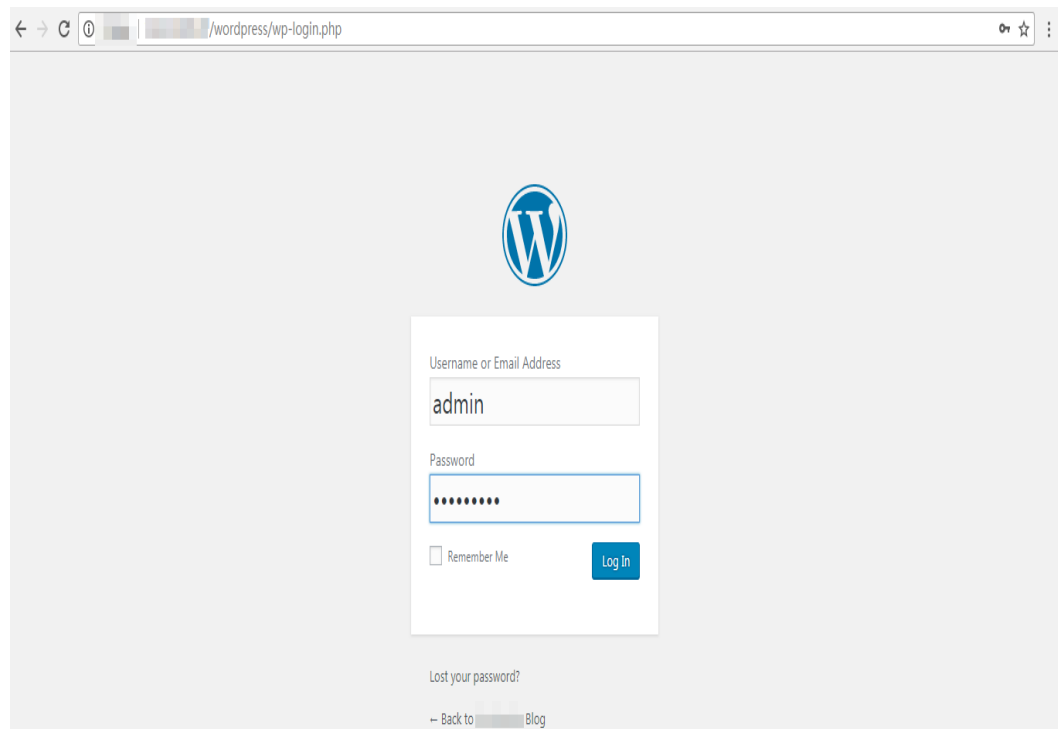 /wordpress/wp-login.php
Username or Email Address
admin
Password
•••••••••
Remember Me
Log In
Lost your password?
← Back to Blog